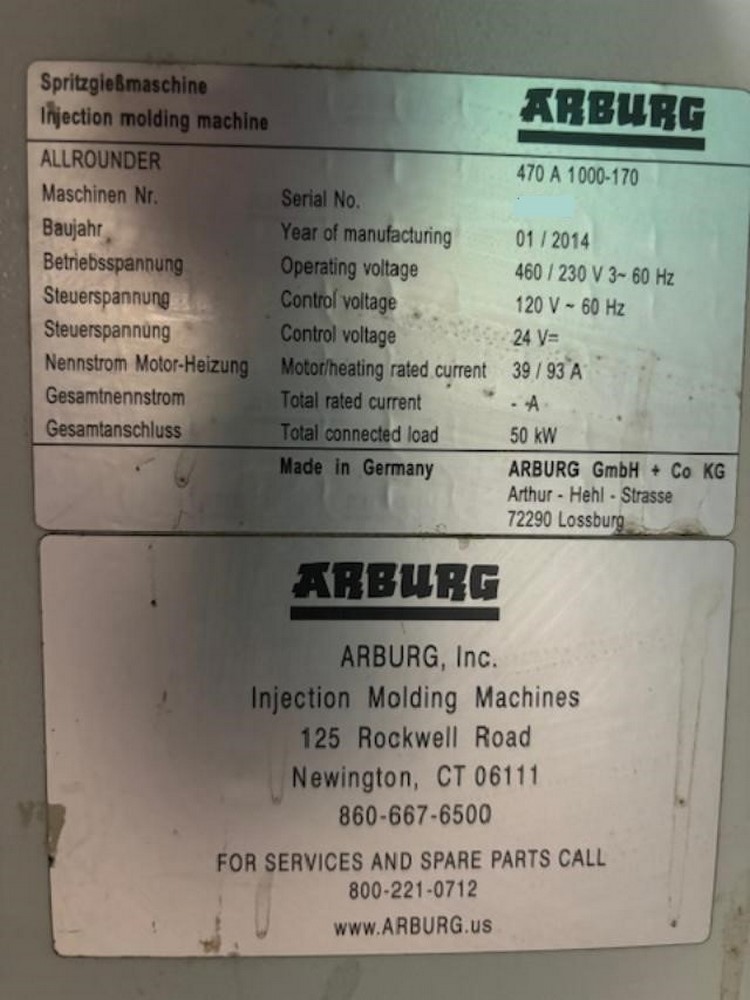 Spritzgießmaschine
Injection molding machine
ARBURG
ALLROUNDER 470 A 1000-170
Maschinen Nr. Serial No.
Baujahr Year of manufacturing 01 / 2014
Betriebsspannung Operating voltage 460 / 230 V 3~ 60 Hz
Steuerspannung Control voltage 120 V ~ 60 Hz
Steuerspannung Control voltage 24 V=
Nennstrom Motor-Heizung Motor/heating rated current 39 / 93 A
Gesamtnennstrom Total rated current - A
Gesamtanschluss Total connected load 50 kW
Made in Germany ARBURG GmbH + Co KG
Arthur - Hehl - Strasse
72290 Lossburg
ARBURG
ARBURG, Inc.
Injection Molding Machines
125 Rockwell Road
Newington, CT 06111
860-667-6500
FOR SERVICES AND SPARE PARTS CALL
800-221-0712
www.ARBURG.us